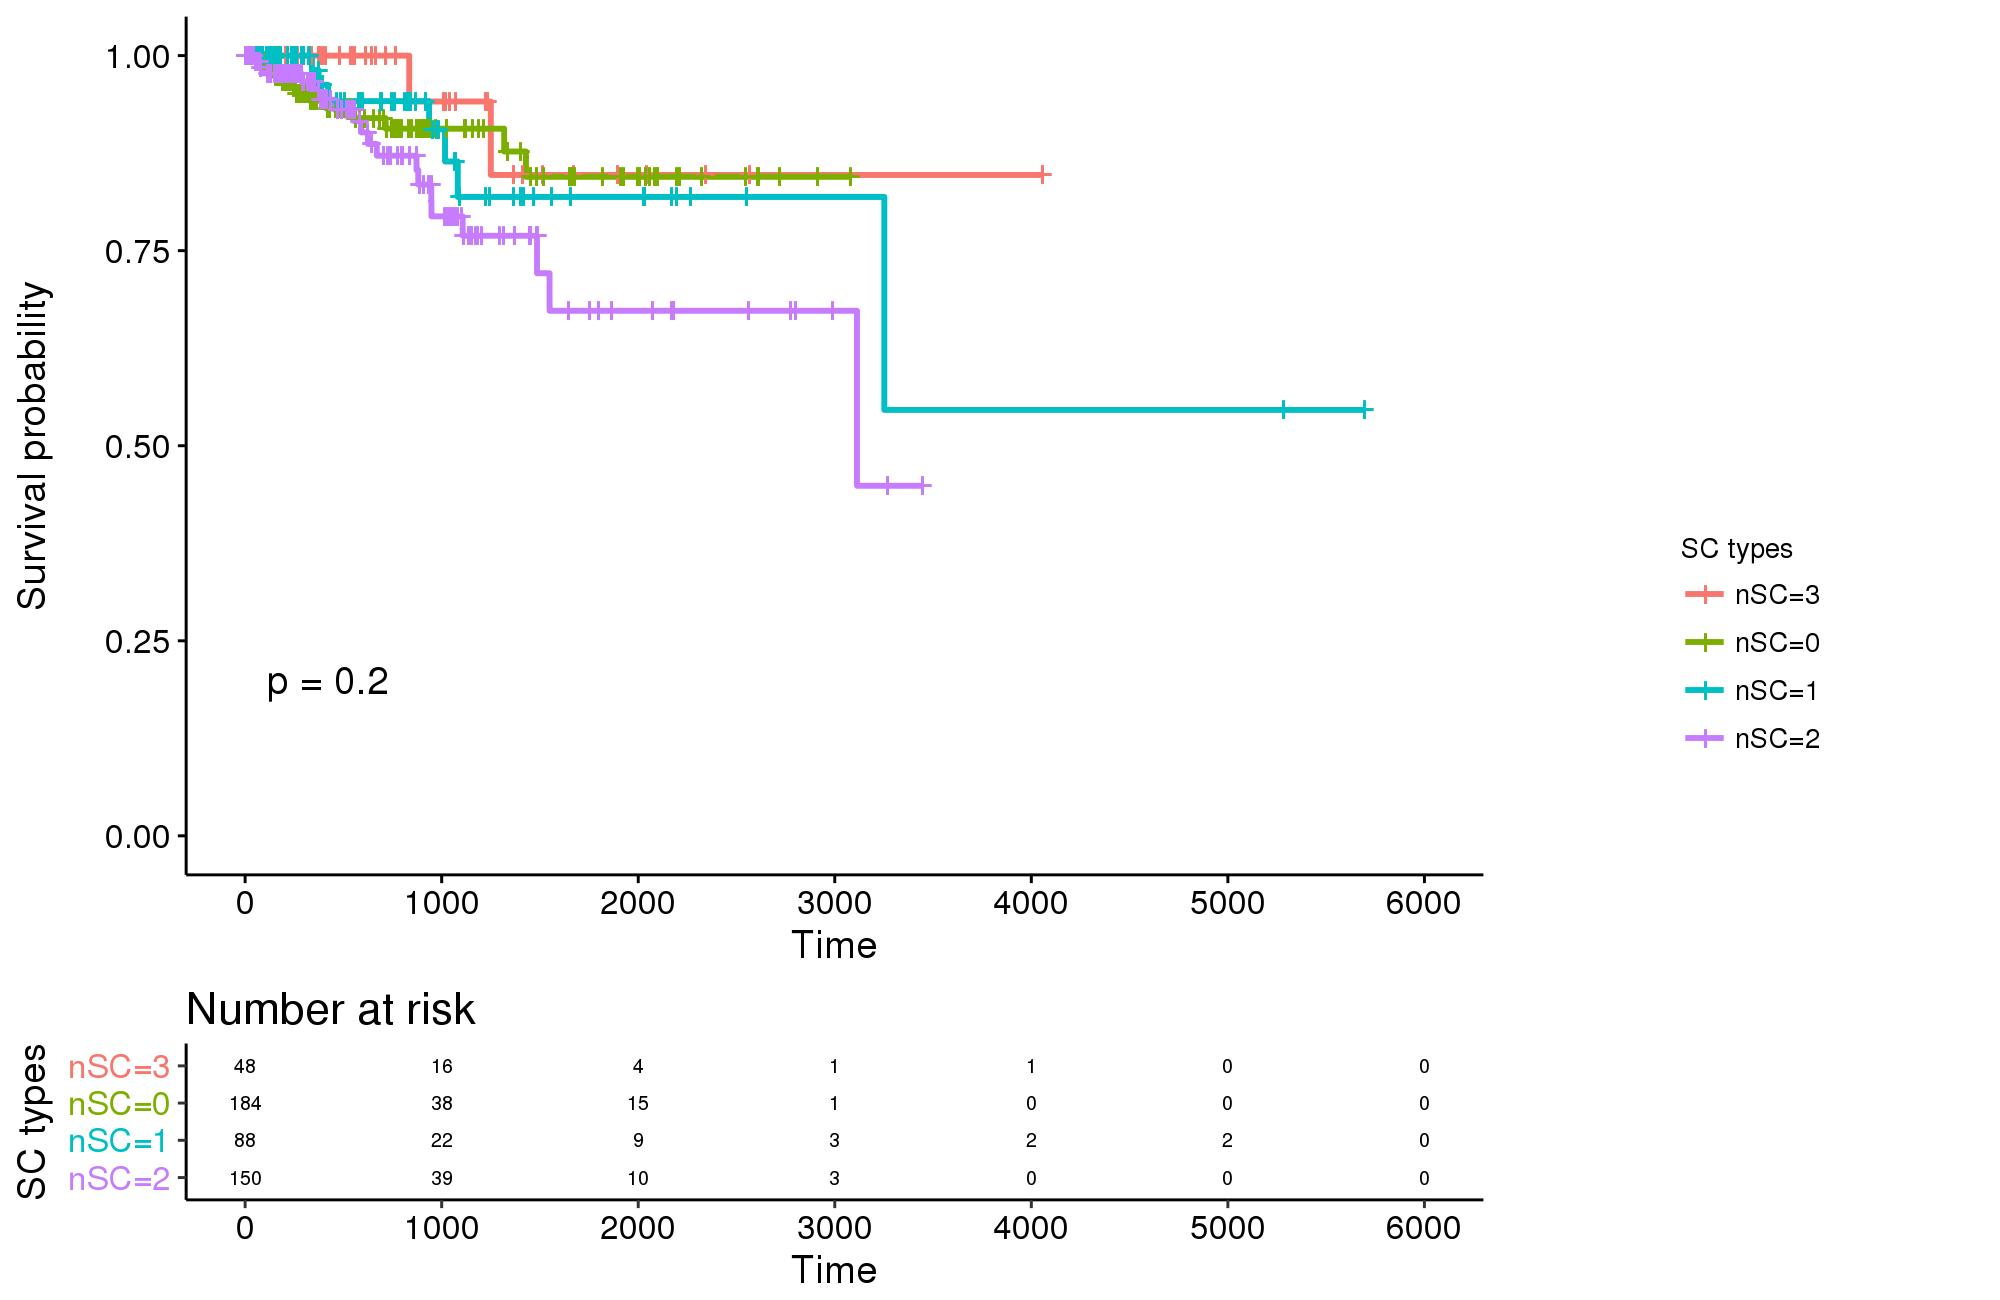 1.00
0.75
0.50
0.25
0.00
Survival probability
p = 0.2
0 1000 2000 3000 4000 5000 6000
Time
SC types
nSC=3
nSC=0
nSC=1
nSC=2
Number at risk
SC types
nSC=3 48 16 4 1 1 0 0
nSC=0 184 38 15 1 0 0 0
nSC=1 88 22 9 3 2 2 0
nSC=2 150 39 10 3 0 0 0
0 1000 2000 3000 4000 5000 6000
Time